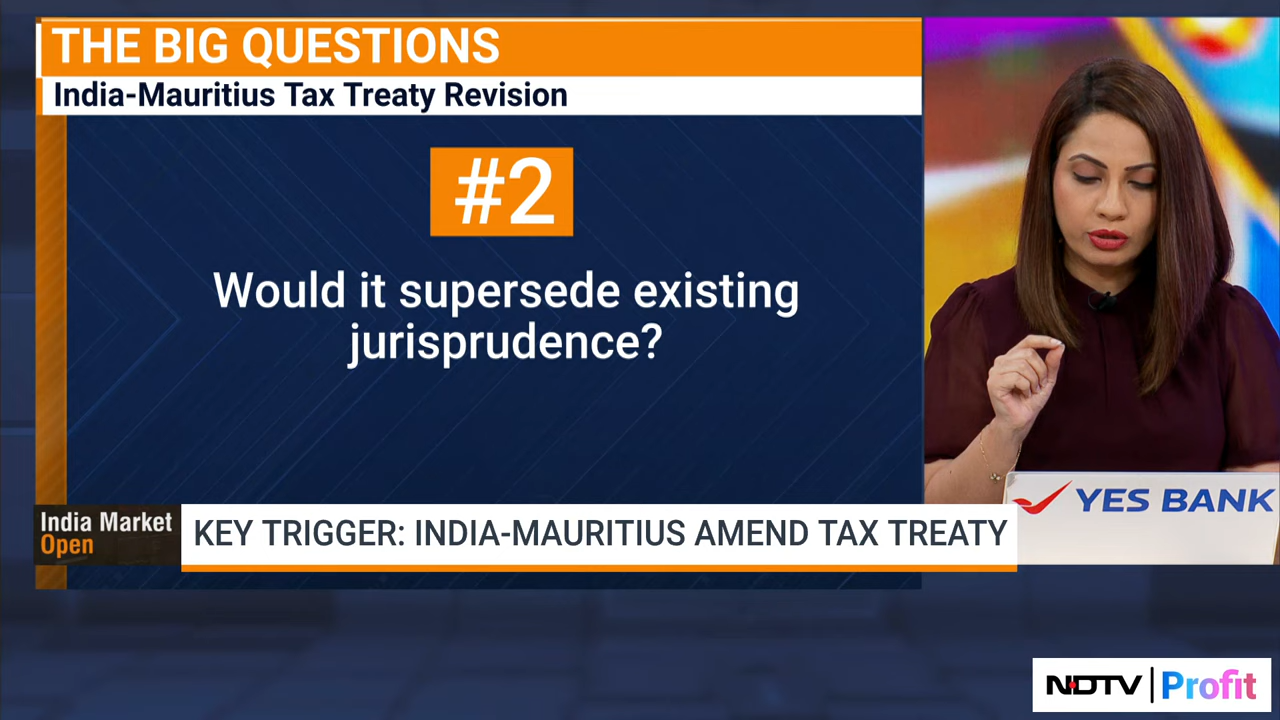 THE BIG QUESTIONS
India-Mauritius Tax Treaty Revision
#2
Would it supersede existing
jurisprudence?
India Market
Open
KEY TRIGGER: INDIA-MAURITIUS AMEND TAX TREATY
YES BANK
NDTV Profit